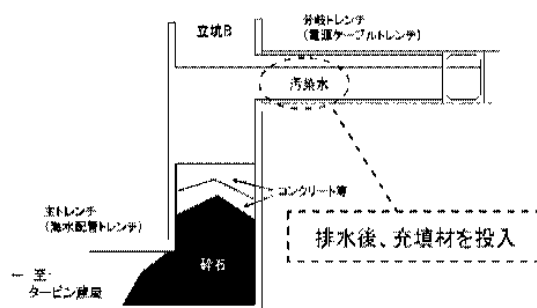 立坑B
分岐トレンチ
(電源ケーブルトレンチ)
汚染水
コンクリート等
主トレンチ
(海水配管トレンチ)
砕石
排水後、充填材を投入
← 至:
タービン建屋